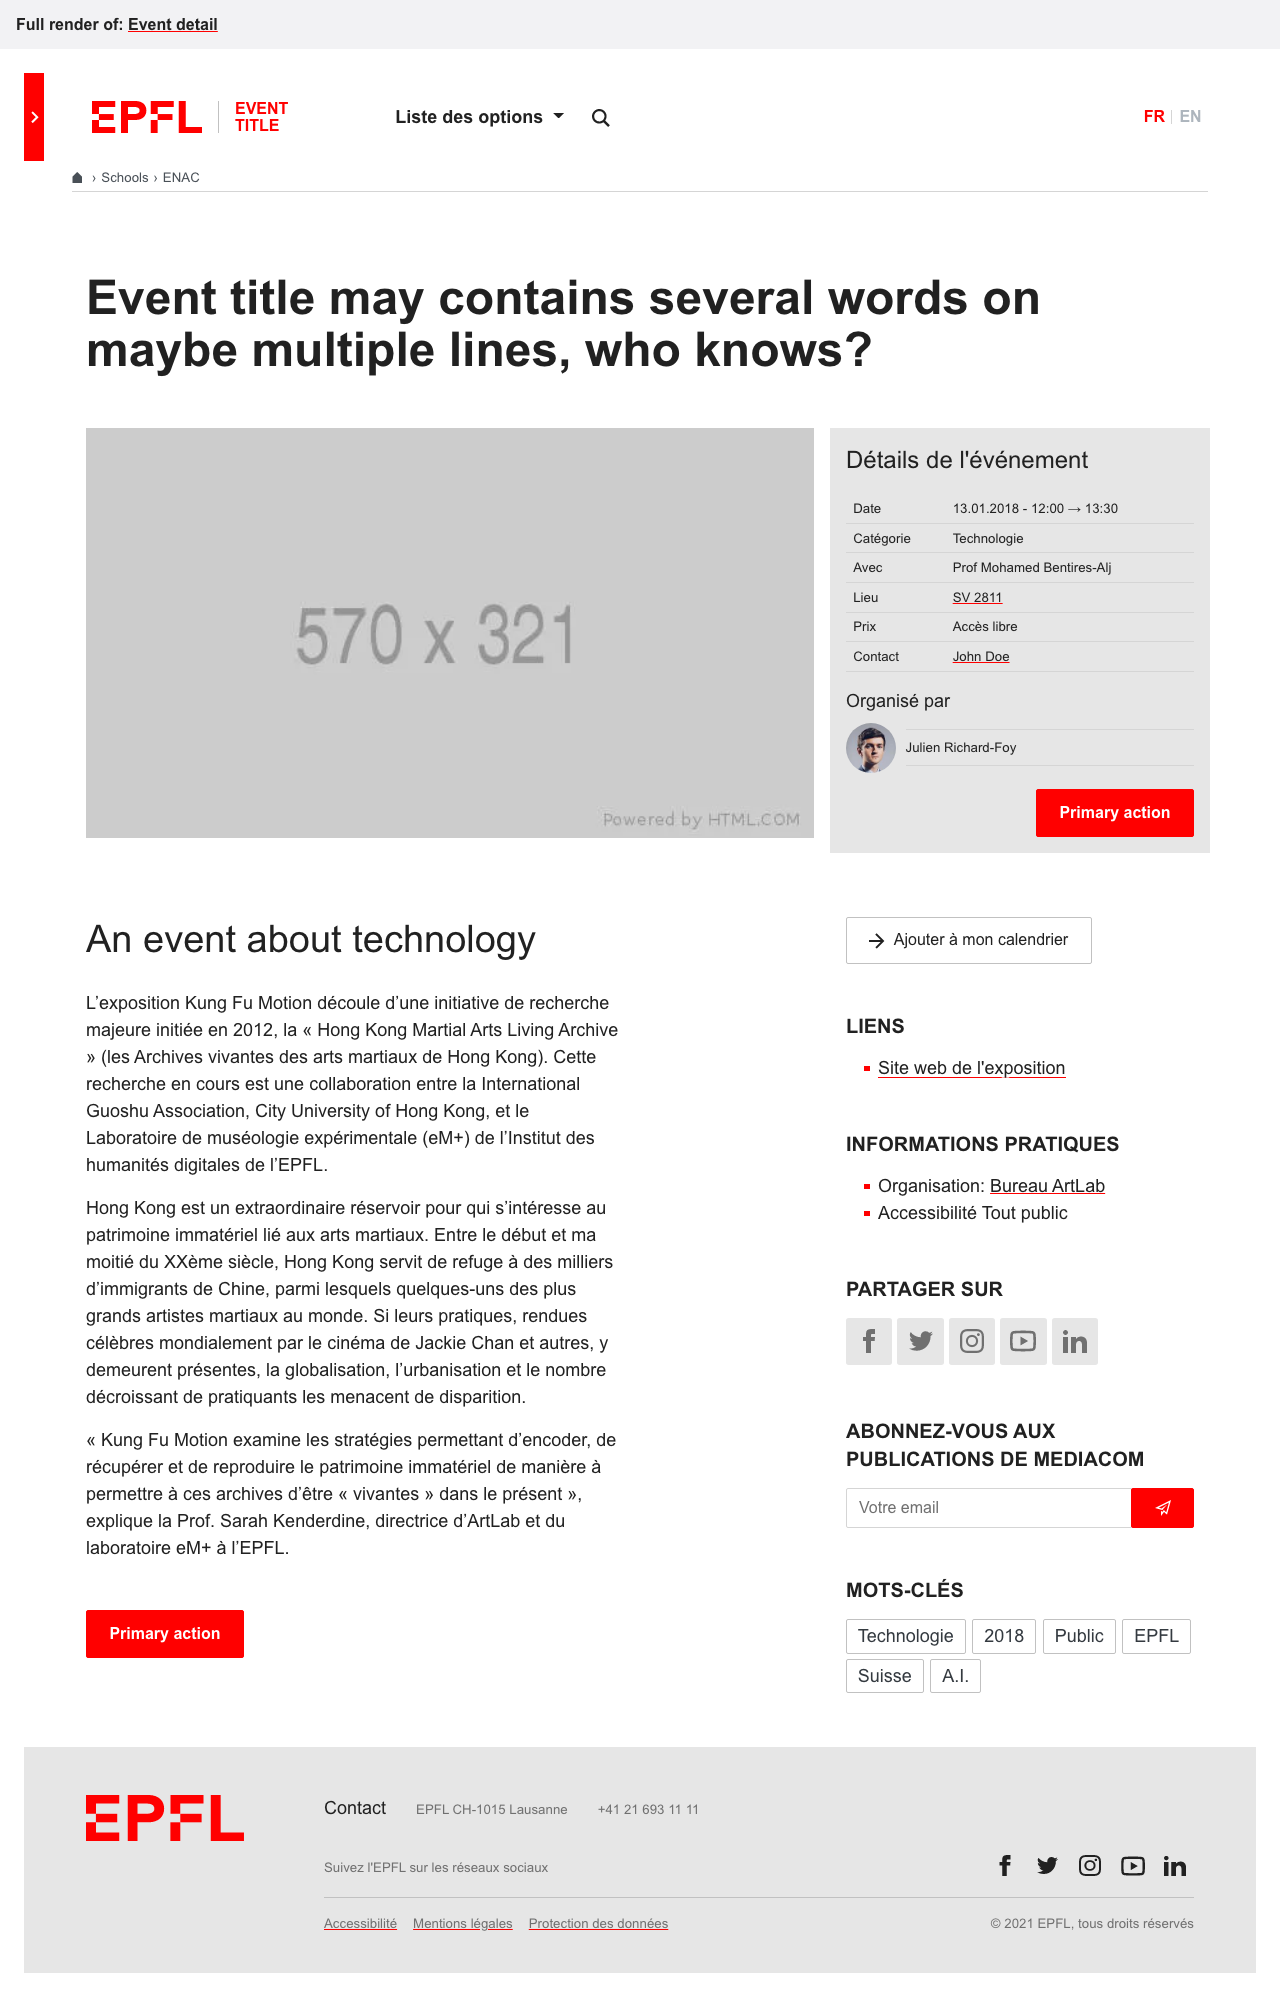 Full render of: Event detail
EPFL
EVENT
TITLE
Liste des options
FR
EN
› Schools › ENAC
Event title may contains several words on
maybe multiple lines, who knows?
570 x 321
Powered by HTML.COM
Détails de l'événement
Date 13.01.2018 - 12:00 → 13:30
Catégorie Technologie
Avec Prof Mohamed Bentires-Alj
Lieu SV 2811
Prix Accès libre
Contact John Doe
Organisé par
Julien Richard-Foy
Primary action
An event about technology
L’exposition Kung Fu Motion découle d’une initiative de recherche
majeure initiée en 2012, la « Hong Kong Martial Arts Living Archive
» (les Archives vivantes des arts martiaux de Hong Kong). Cette
recherche en cours est une collaboration entre la International
Guoshu Association, City University of Hong Kong, et le
Laboratoire de muséologie expérimentale (eM+) de l’Institut des
humanités digitales de l’EPFL.
Hong Kong est un extraordinaire réservoir pour qui s’intéresse au
patrimoine immatériel lié aux arts martiaux. Entre le début et ma
moitié du XXème siècle, Hong Kong servit de refuge à des milliers
d’immigrants de Chine, parmi lesquels quelques-uns des plus
grands artistes martiaux au monde. Si leurs pratiques, rendues
célèbres mondialement par le cinéma de Jackie Chan et autres, y
demeurent présentes, la globalisation, l’urbanisation et le nombre
décroissant de pratiquants les menacent de disparition.
« Kung Fu Motion examine les stratégies permettant d’encoder, de
récupérer et de reproduire le patrimoine immatériel de manière à
permettre à ces archives d’être « vivantes » dans le présent »,
explique la Prof. Sarah Kenderdine, directrice d’ArtLab et du
laboratoire eM+ à l’EPFL.
Primary action
Ajouter à mon calendrier
LIENS
Site web de l'exposition
INFORMATIONS PRATIQUES
Organisation: Bureau ArtLab
Accessibilité Tout public
PARTAGER SUR
ABONNEZ-VOUS AUX
PUBLICATIONS DE MEDIACOM
Votre email
MOTS-CLÉS
Technologie 2018 Public EPFL
Suisse A.I.
EPFL
Contact EPFL CH-1015 Lausanne +41 21 693 11 11
Suivez l'EPFL sur les réseaux sociaux
Accessibilité Mentions légales Protection des données
© 2021 EPFL, tous droits réservés